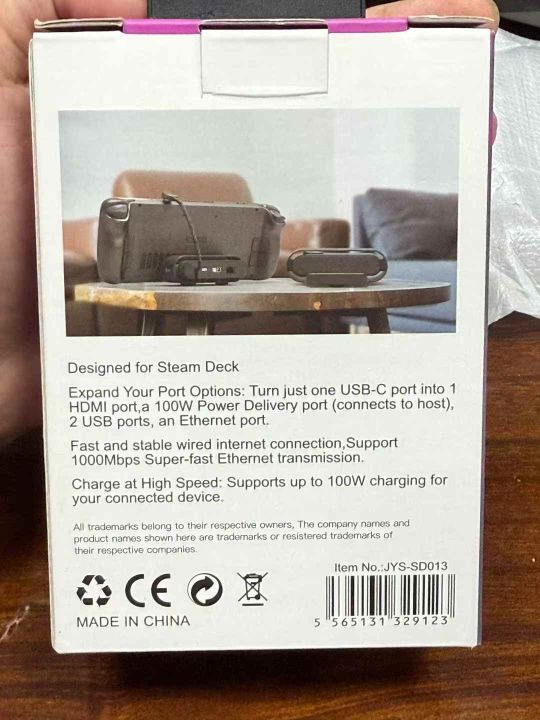 Designed for Steam Deck
Expand Your Port Options: Turn just one USB-C port into 1
HDMI port,a 100W Power Delivery port (connects to host),
2 USB ports, an Ethernet port.
Fast and stable wired internet connection,Support
1000Mbps Super-fast Ethernet transmission.
Charge at High Speed: Supports up to 100W charging for
your connected device.
All trademarks belong to their respective owners, The company names and
product names shown here are trademarks or resistered trademarks of
their respective companies.
Item No.:JYS-SD013
CE
MADE IN CHINA
5 565131 329123